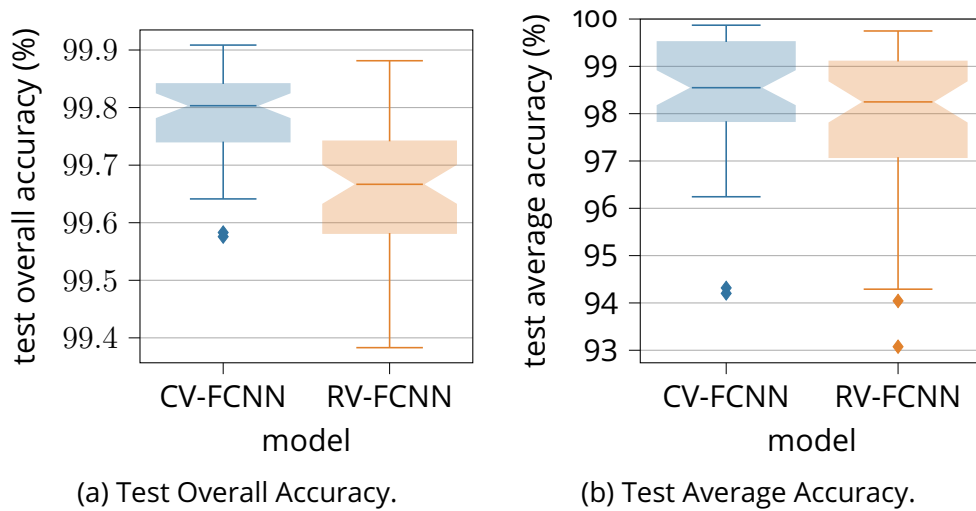 test overall accuracy (%)
99.9
99.8
99.7
99.6
99.5
99.4
CV-FCNN RV-FCNN
model
(a) Test Overall Accuracy.
test average accuracy (%)
100
99
98
97
96
95
94
93
CV-FCNN RV-FCNN
model
(b) Test Average Accuracy.